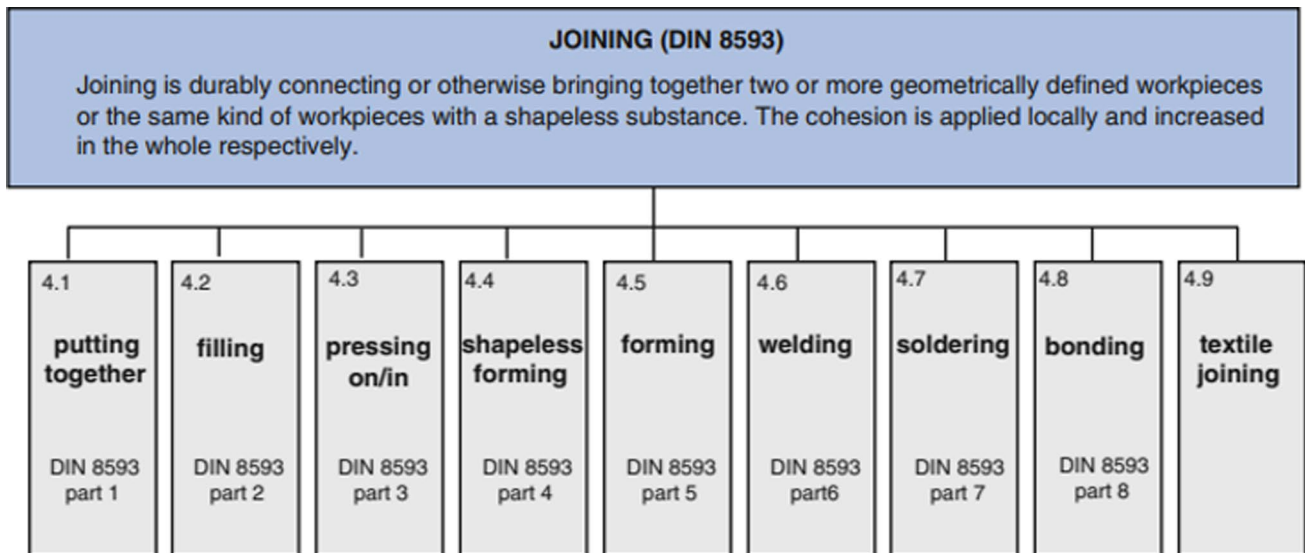 JOINING (DIN 8593)
Joining is durably connecting or otherwise bringing together two or more geometrically defined workpieces
or the same kind of workpieces with a shapeless substance. The cohesion is applied locally and increased
in the whole respectively.
4.1
putting
together
DIN 8593
part 1
4.2
filling
DIN 8593
part 2
4.3
pressing
on/in
DIN 8593
part 3
4.4
shapeless
forming
DIN 8593
part 4
4.5
forming
DIN 8593
part 5
4.6
welding
DIN 8593
part6
4.7
soldering
DIN 8593
part 7
4.8
bonding
DIN 8593
part 8
4.9
textile
joining